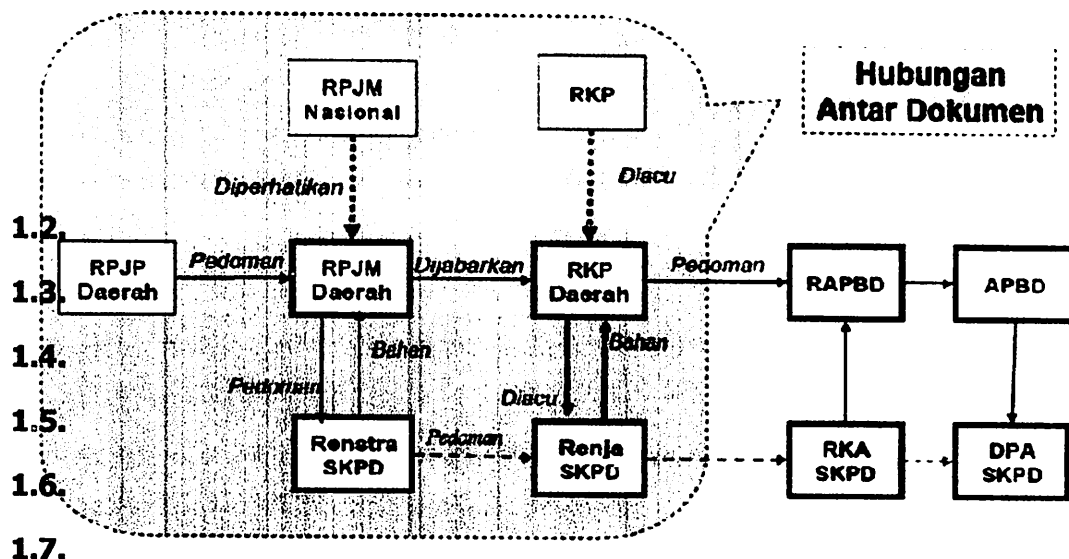 Hubungan
Antar Dokumen
RPJM
Nasional
RKP
Diperhatikan
Diacu
1.2.
RPJP
Daerah
Pedoman
RPJM
Daerah
Dijabarkan
RKP
Daerah
Pedoman
RAPBD
APBD
1.3.
1.4.
Pedoman
Bahan
Diacu
Bahan
1.5.
Renstra
SKPD
Pedoman
Renja
SKPD
RKA
SKPD
DPA
SKPD
1.6.
1.7.